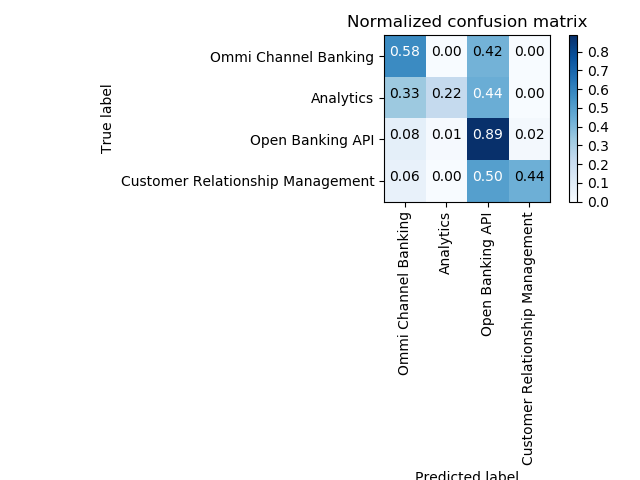 Normalized confusion matrix
True label
Ommi Channel Banking 0.58 0.00 0.42 0.00
Analytics 0.33 0.22 0.44 0.00
Open Banking API 0.08 0.01 0.89 0.02
Customer Relationship Management 0.06 0.00 0.50 0.44
0.8
0.7
0.6
0.5
0.4
0.3
0.2
0.1
0.0
Ommi Channel Banking
Analytics
Open Banking API
Customer Relationship Management
Predicted label